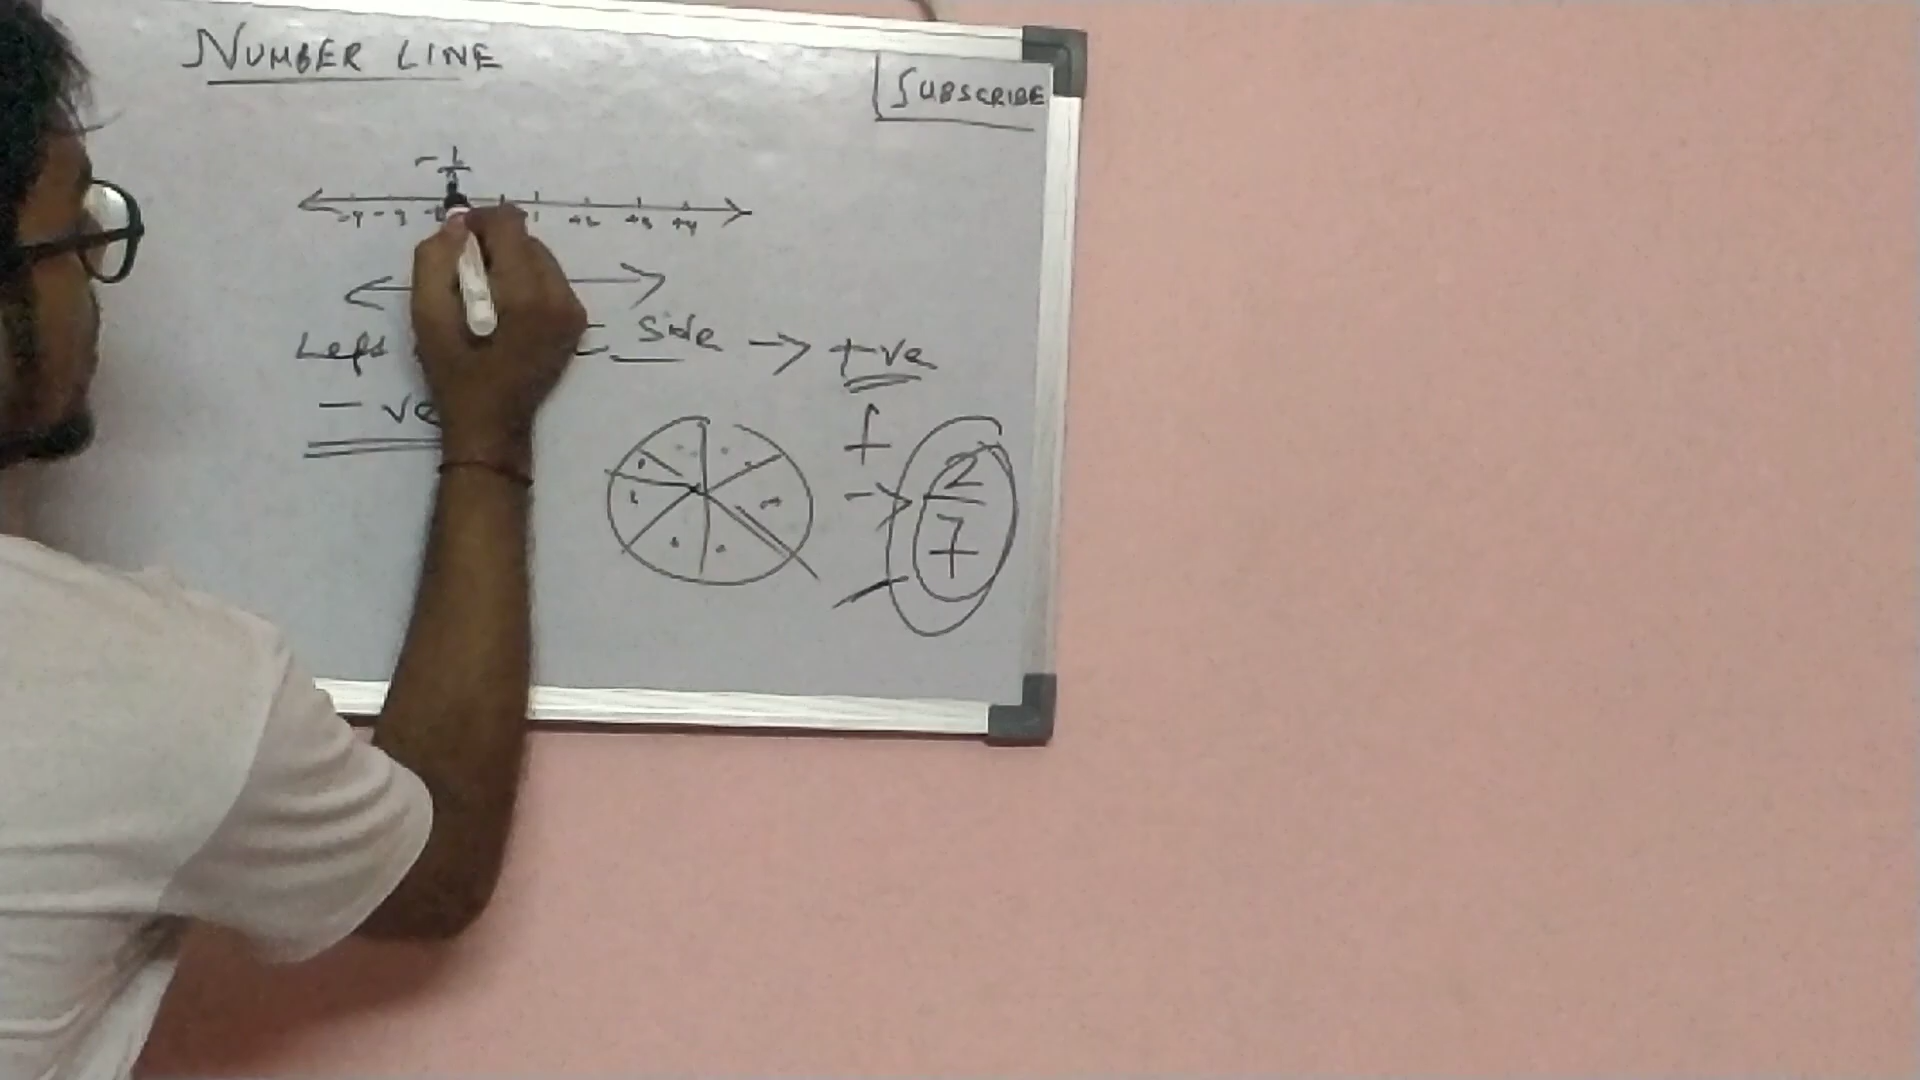 NUMBER LINE
SUBSCRIBE
-4 -3 +2 +3 +4
Left
Side → +ve
- ve
+
-
2
7